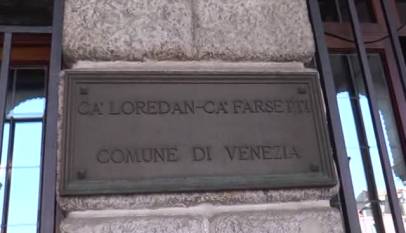 CA' LOREDAN-CA' FARSETTI
COMUNE DI VENEZIA